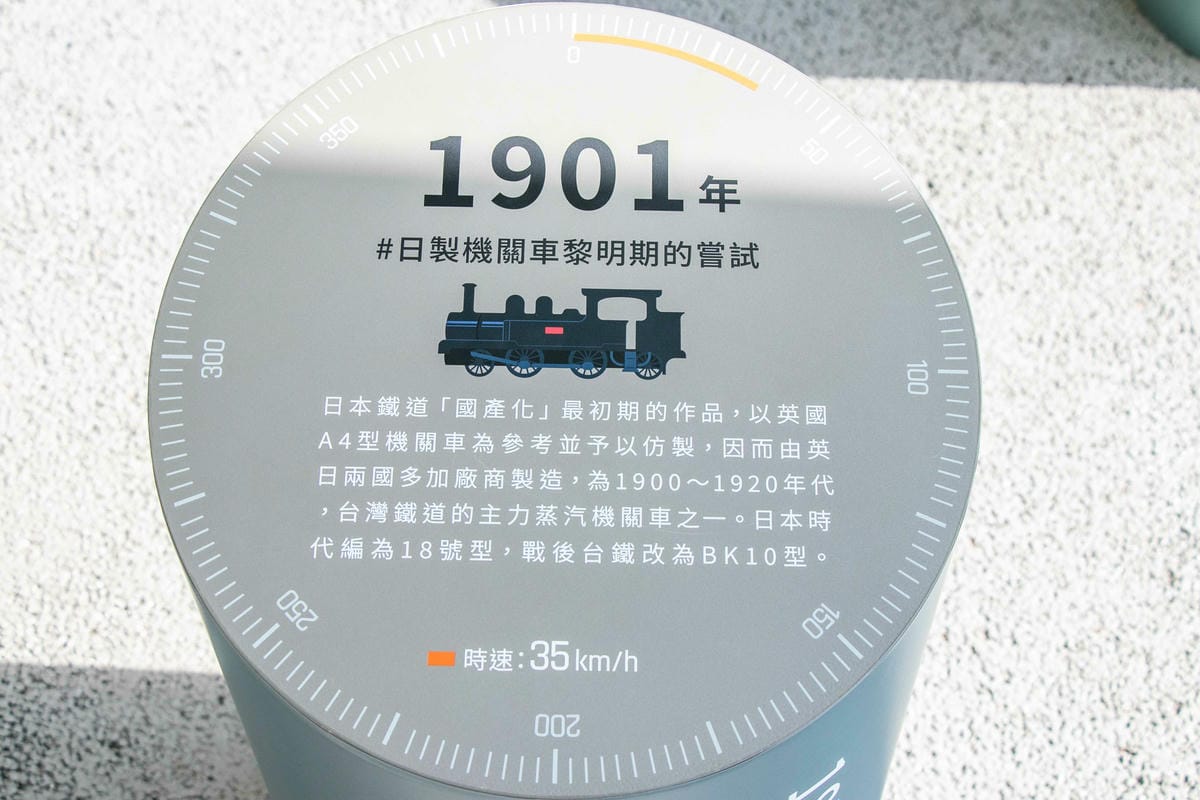 0
50
100
150
200
250
300
350
1901年
#日製機關車黎明期的嘗試
日本鐵道「國產化」最初期的作品,以英國
A4型機關車為參考並予以仿製,因而由英
日兩國多加廠商製造,為1900~1920年代
,台灣鐵道的主力蒸汽機關車之一。日本時
代編為18號型,戰後台鐵改為BK10型。
時速:35km/h